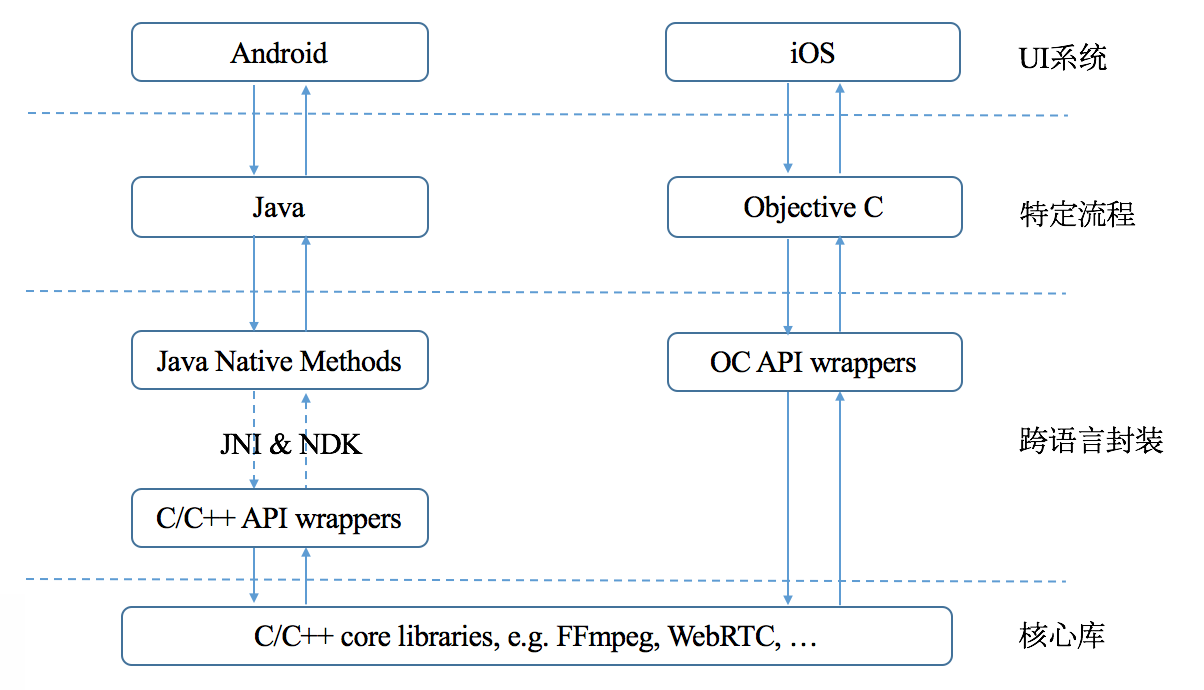 Android
iOS
UI系统
Java
Objective C
特定流程
Java Native Methods
OC API wrappers
JNI & NDK
跨语言封装
C/C++ API wrappers
C/C++ core libraries, e.g. FFmpeg, WebRTC, …
核心库